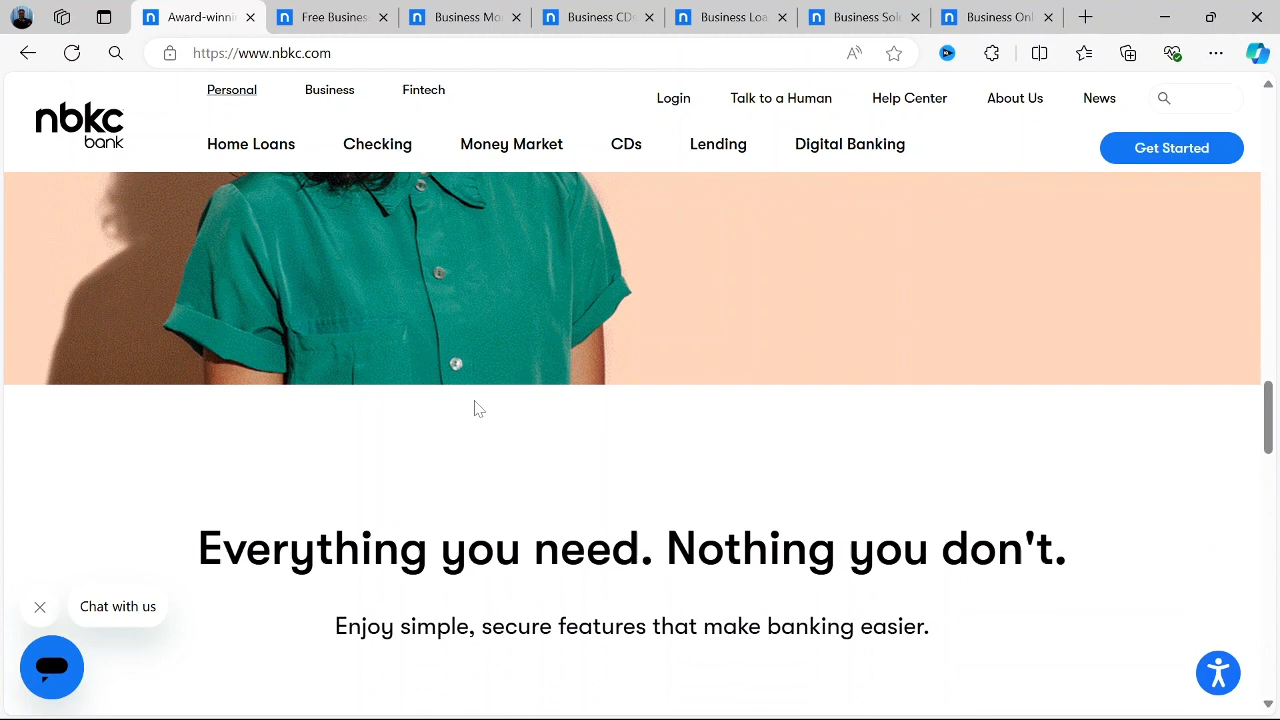 Award-winni
Free Busines
Business Mo
Business CD
Business Loa
Business Sol
Business Onl
https://www.nbkc.com
nbkc
bank
Personal
Business
Fintech
Login
Talk to a Human
Help Center
About Us
News
Home Loans
Checking
Money Market
CDs
Lending
Digital Banking
Get Started
Everything you need. Nothing you don't.
Chat with us
Enjoy simple, secure features that make banking easier.